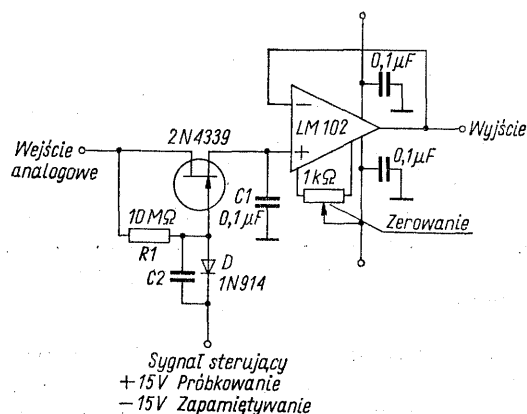 0,1µF
LM 102
Wyjście
2N4339
Wejście
analogowe
0,1µF
C1
0,1µF
1kΩ
Zerowanie
10MΩ
R1
C2
D
1N914
Sygnał sterujący
+15V Próbkowanie
−15V Zapamiętywanie